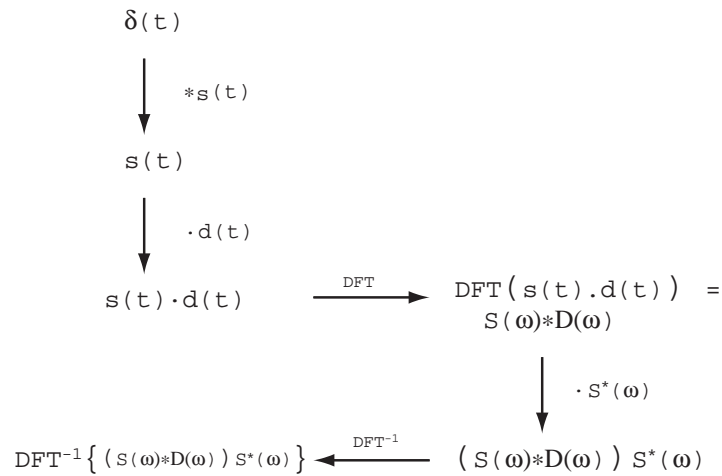 δ(t)
*s(t)
s(t)
·d(t)
s(t)·d(t)
DFT
DFT(s(t).d(t)) =
S(ω)*D(ω)
·S*(ω)
(S(ω)*D(ω))S*(ω)
DFT⁻¹
DFT⁻¹{(S(ω)*D(ω))S*(ω)}